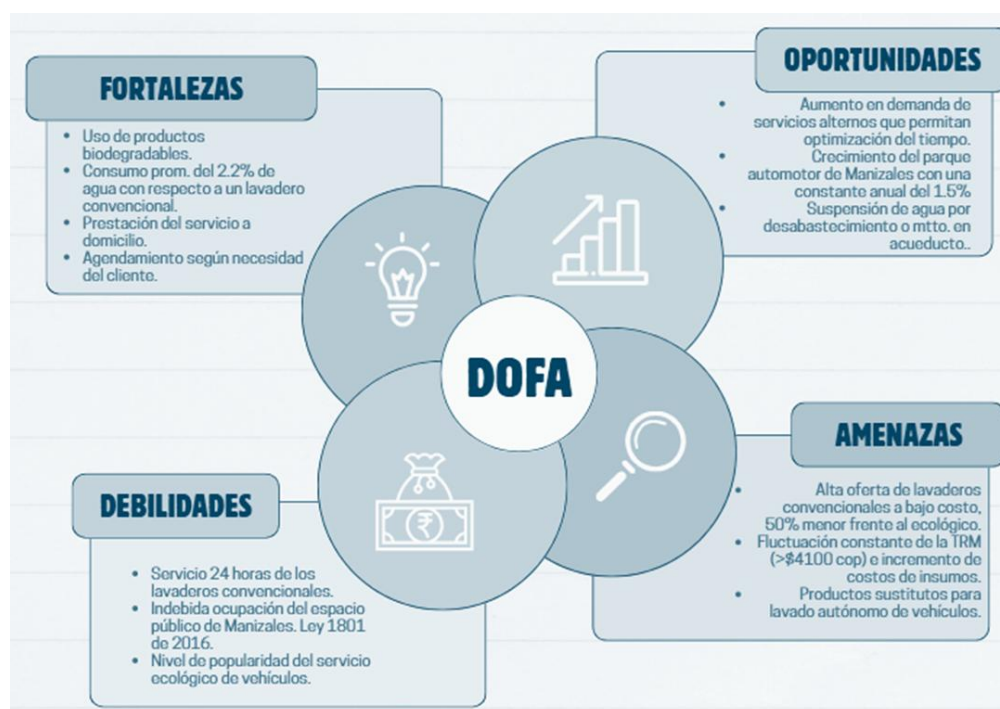 FORTALEZAS
• Uso de productos
biodegradables.
• Consumo prom. del 2.2% de
agua con respecto a un lavadero
convencional.
• Prestación del servicio a
domicilio.
• Agendamiento según necesidad
del cliente.
OPORTUNIDADES
• Aumento en demanda de
servicios alternos que permitan
optimización del tiempo.
• Crecimiento del parque
automotor de Manizales con una
constante anual del 1.5%
• Suspensión de agua por
desabastecimiento o mtto. en
acueducto..
DOFA
DEBILIDADES
• Servicio 24 horas de los
lavaderos convencionales.
• Indebida ocupación del espacio
público de Manizales. Ley 1801
de 2016.
• Nivel de popularidad del servicio
ecológico de vehículos.
₹
AMENAZAS
• Alta oferta de lavaderos
convencionales a bajo costo,
50% menor frente al ecológico.
• Fluctuación constante de la TRM
(>$4100 cop) e incremento de
costos de insumos.
• Productos sustitutos para
lavado autónomo de vehículos.